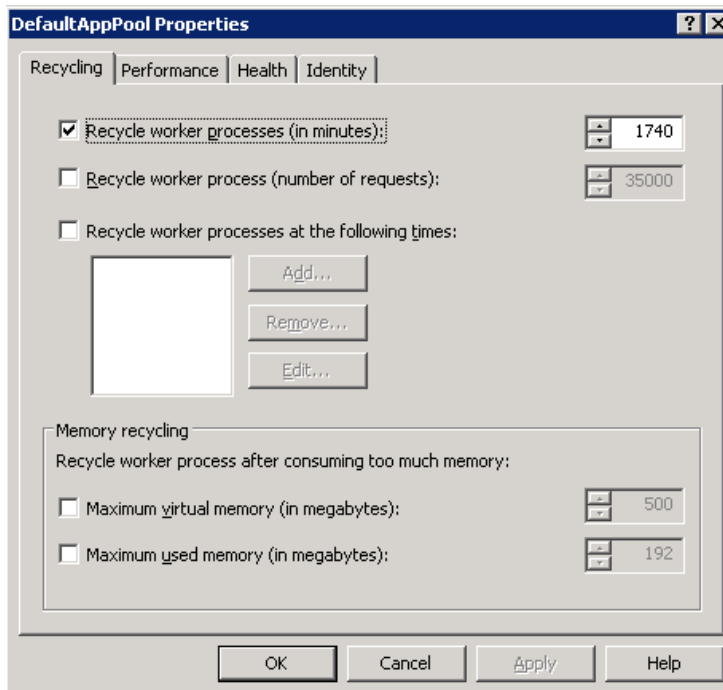 DefaultAppPool Properties
Recycling Performance Health Identity
Recycle worker processes (in minutes): 1740
Recycle worker process (number of requests): 35000
Recycle worker processes at the following times:
Add...
Remove...
Edit...
Memory recycling
Recycle worker process after consuming too much memory:
Maximum virtual memory (in megabytes): 500
Maximum used memory (in megabytes): 192
OK Cancel Apply Help